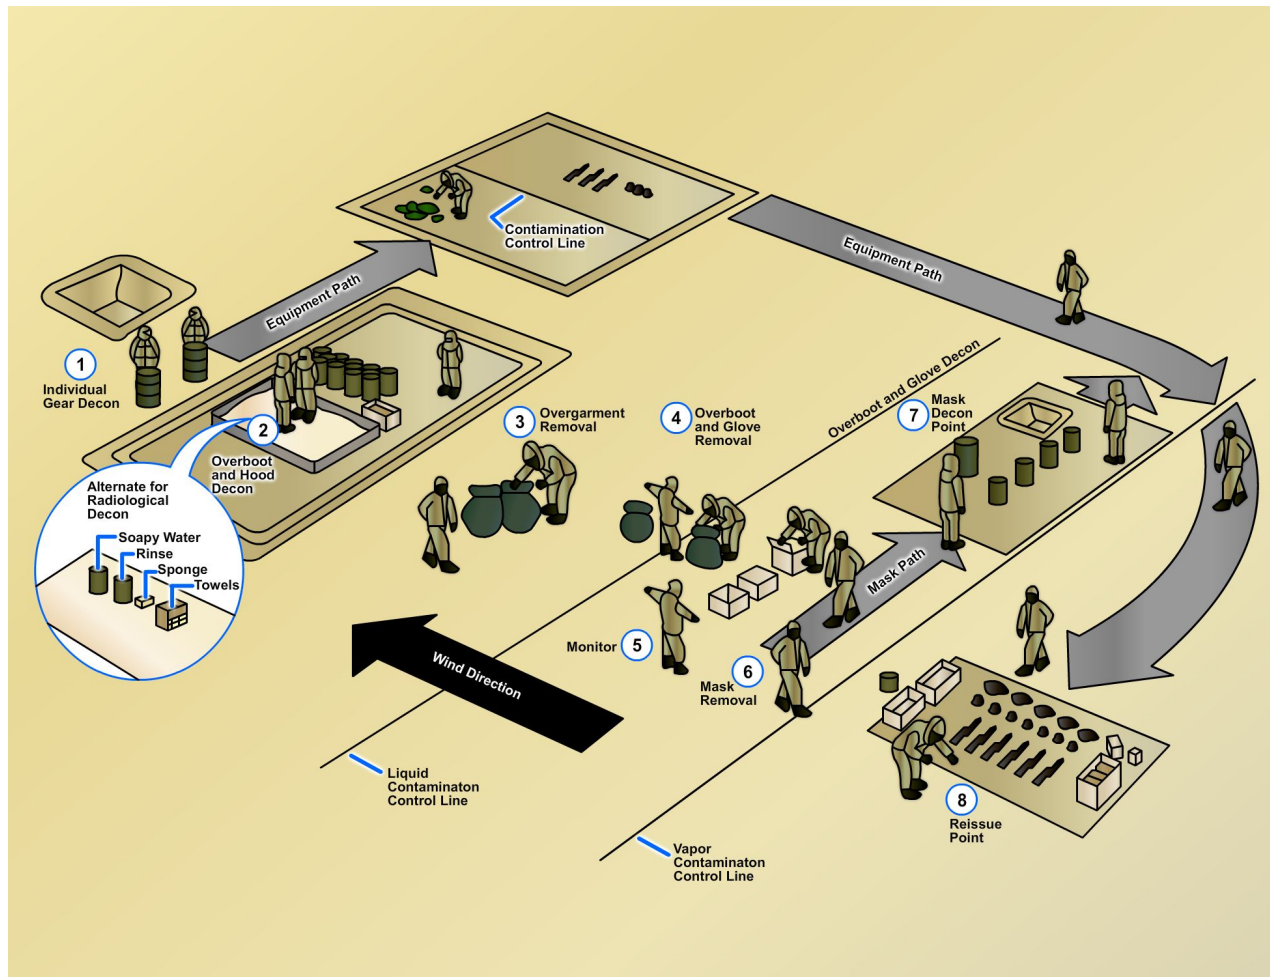 Contiamination
Control Line
Equipment Path
Equipment Path
1
Individual
Gear Decon
2
Overboot
and Hood
Decon
Alternate for
Radiological
Decon
Soapy Water
Rinse
Sponge
Towels
3
Overgarment
Removal
4
Overboot
and Glove
Removal
Overboot and Glove Decon
7
Mask
Decon
Point
Mask Path
5
Monitor
6
Mask
Removal
Wind Direction
Liquid
Contaminaton
Control Line
Vapor
Contaminaton
Control Line
8
Reissue
Point